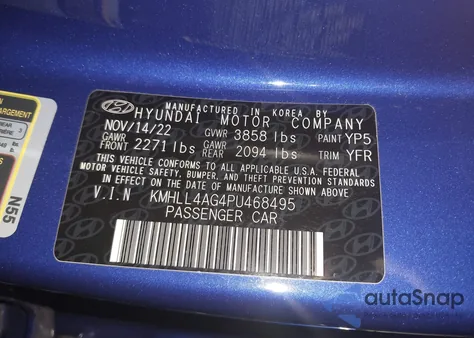 MANUFACTURED IN KOREA BY
HYUNDAI MOTOR COMPANY
NOV/14/22 GVWR 3858 lbs PAINT YP5
GAWR FRONT 2271 lbs GAWR REAR 2094 lbs TRIM YFR
THIS VEHICLE CONFORMS TO ALL APPLICABLE U.S.A. FEDERAL
MOTOR VEHICLE SAFETY, BUMPER, AND THEFT PREVENTION STANDARDS
IN EFFECT ON THE DATE OF MANUFACTURE SHOWN ABOVE.
V.I.N KMHLL4AG4PU468495
PASSENGER CAR
N55
autoSnap